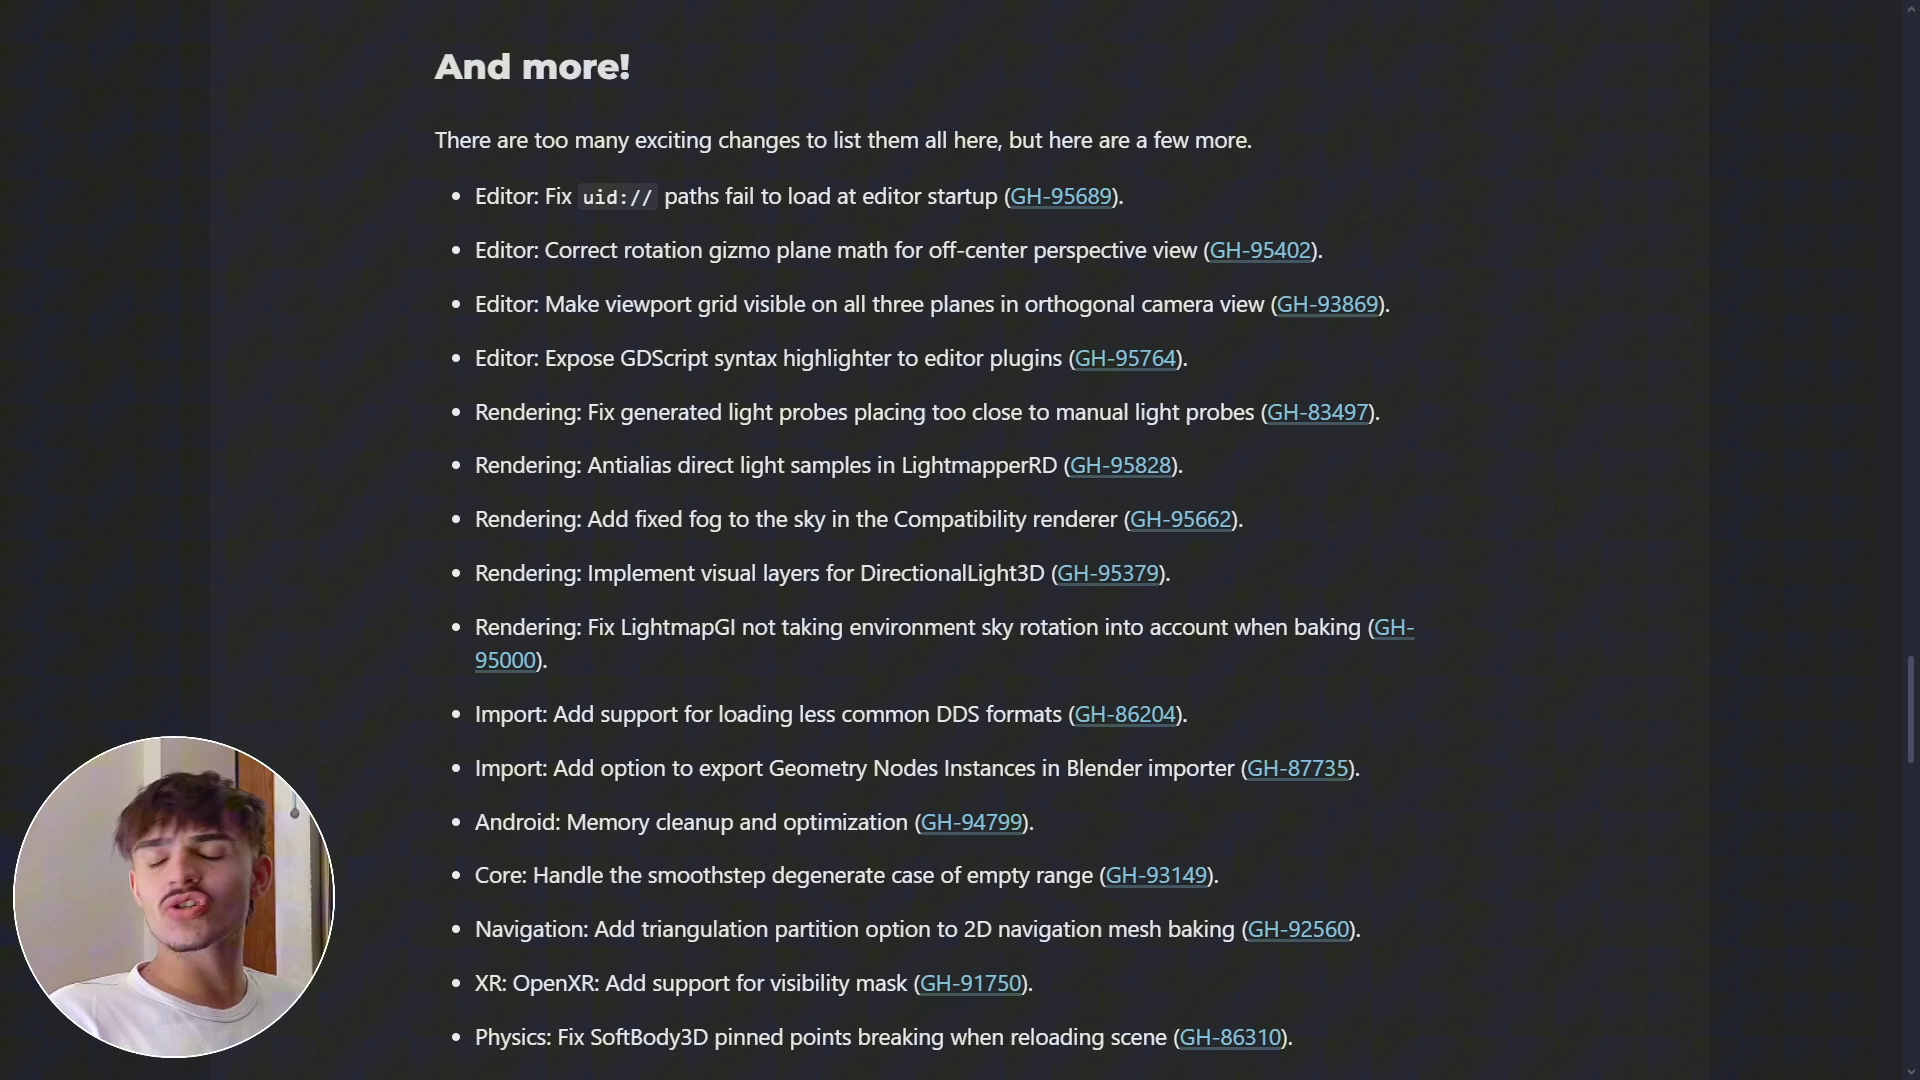 And more!
There are too many exciting changes to list them all here, but here are a few more.
• Editor: Fix uid:// paths fail to load at editor startup (GH-95689).
• Editor: Correct rotation gizmo plane math for off-center perspective view (GH-95402).
• Editor: Make viewport grid visible on all three planes in orthogonal camera view (GH-93869).
• Editor: Expose GDScript syntax highlighter to editor plugins (GH-95764).
• Rendering: Fix generated light probes placing too close to manual light probes (GH-83497).
• Rendering: Antialias direct light samples in LightmapperRD (GH-95828).
• Rendering: Add fixed fog to the sky in the Compatibility renderer (GH-95662).
• Rendering: Implement visual layers for DirectionalLight3D (GH-95379).
• Rendering: Fix LightmapGI not taking environment sky rotation into account when baking (GH-
95000).
• Import: Add support for loading less common DDS formats (GH-86204).
• Import: Add option to export Geometry Nodes Instances in Blender importer (GH-87735).
• Android: Memory cleanup and optimization (GH-94799).
• Core: Handle the smoothstep degenerate case of empty range (GH-93149).
• Navigation: Add triangulation partition option to 2D navigation mesh baking (GH-92560).
• XR: OpenXR: Add support for visibility mask (GH-91750).
• Physics: Fix SoftBody3D pinned points breaking when reloading scene (GH-86310).